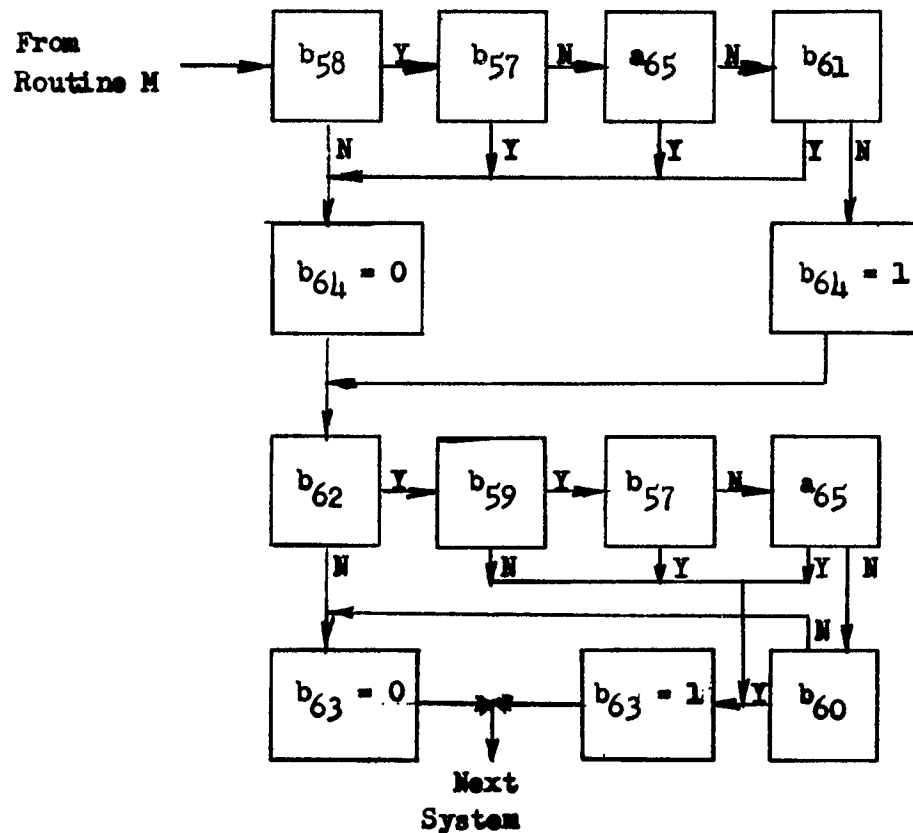 From
Routine M
b58 Y b57 N a65 N b61
N Y Y Y N
b64 = 0 b64 = 1
b62 Y b59 Y b57 N a65
N N Y Y N
N
b63 = 0 b63 = 1 Y b60
Next
System